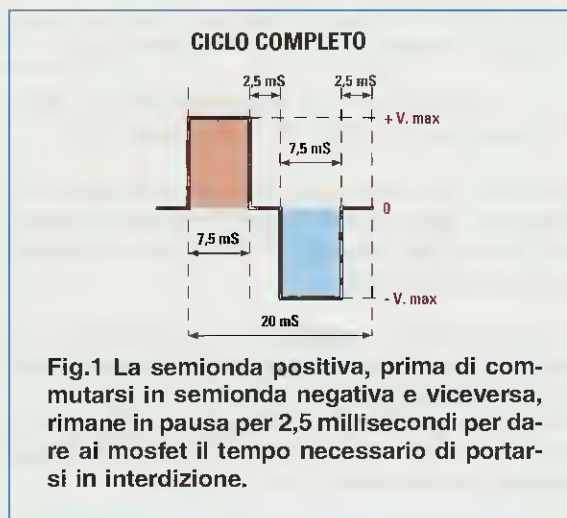 CICLO COMPLETO
2,5 mS
2,5 mS
+ V. max
7,5 mS
0
7,5 mS
- V. max
20 mS
Fig.1 La semionda positiva, prima di com-
mutarsi in semionda negativa e viceversa,
rimane in pausa per 2,5 millisecondi per da-
re ai mosfet il tempo necessario di portar-
si in interdizione.